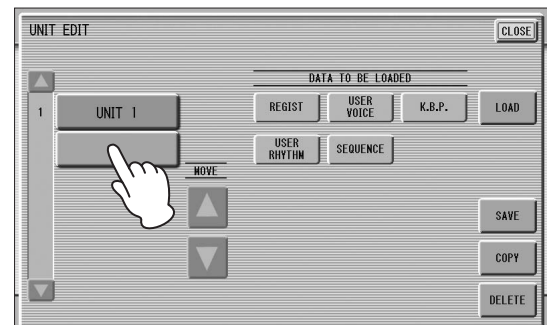 UNIT EDIT
CLOSE
DATA TO BE LOADED
1
UNIT 1
REGIST
USER
VOICE
K.B.P.
LOAD
USER
RHYTHM
SEQUENCE
MOVE
SAVE
COPY
DELETE